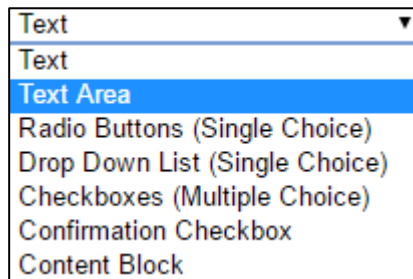 Text
Text
Text Area
Radio Buttons (Single Choice)
Drop Down List (Single Choice)
Checkboxes (Multiple Choice)
Confirmation Checkbox
Content Block